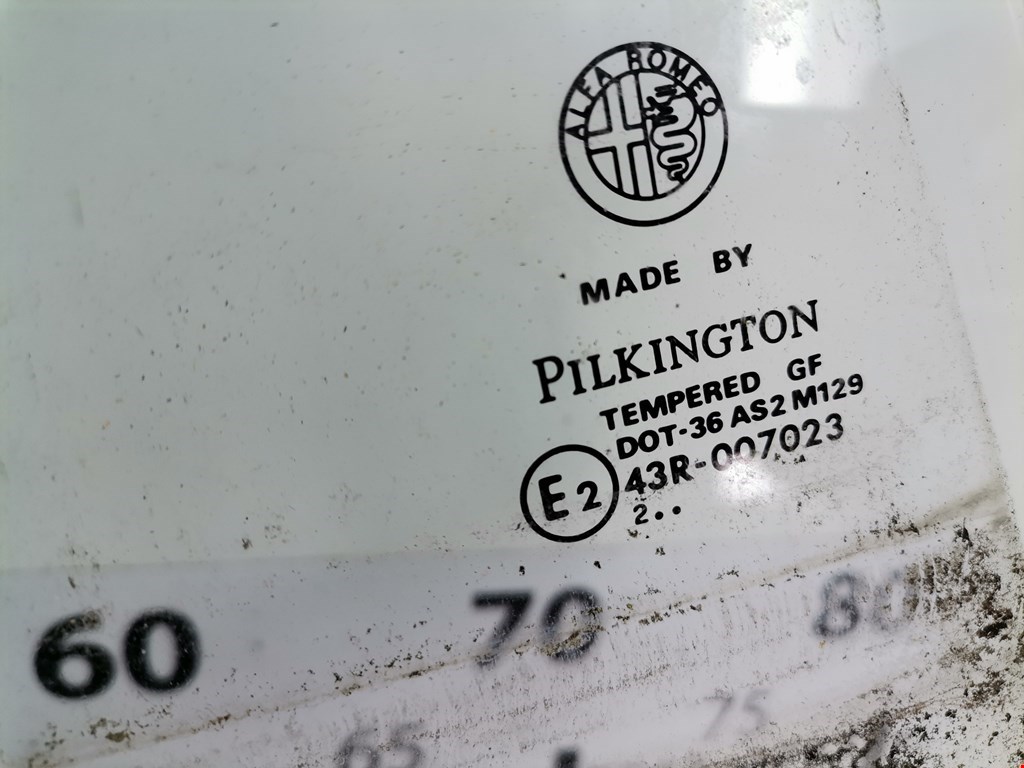 ALFA ROMEO
MADE BY
PILKINGTON
TEMPERED GF
DOT-36 AS2 M129
E2 43R-007023
2..
60 70 80
65 75